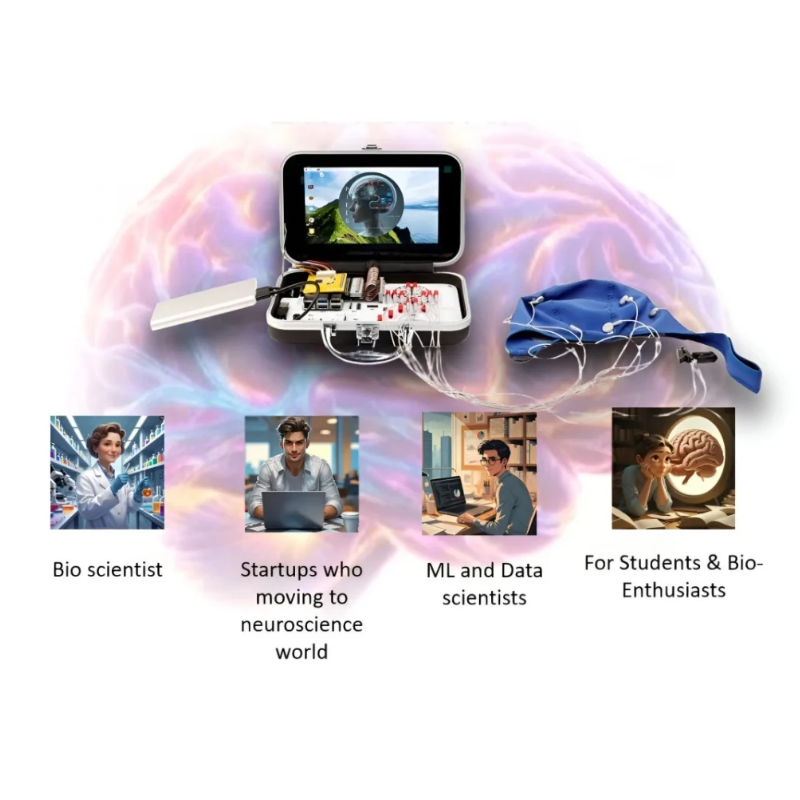 Bio scientist
Startups who
moving to
neuroscience
world
ML and Data
scientists
For Students & Bio-
Enthusiasts